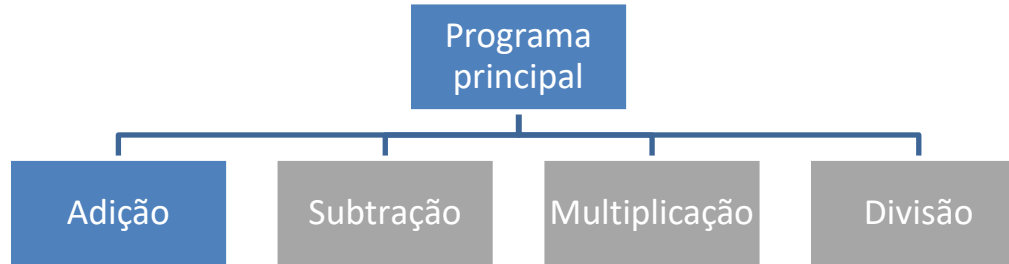 Programa
principal
Adição
Subtração
Multiplicação
Divisão